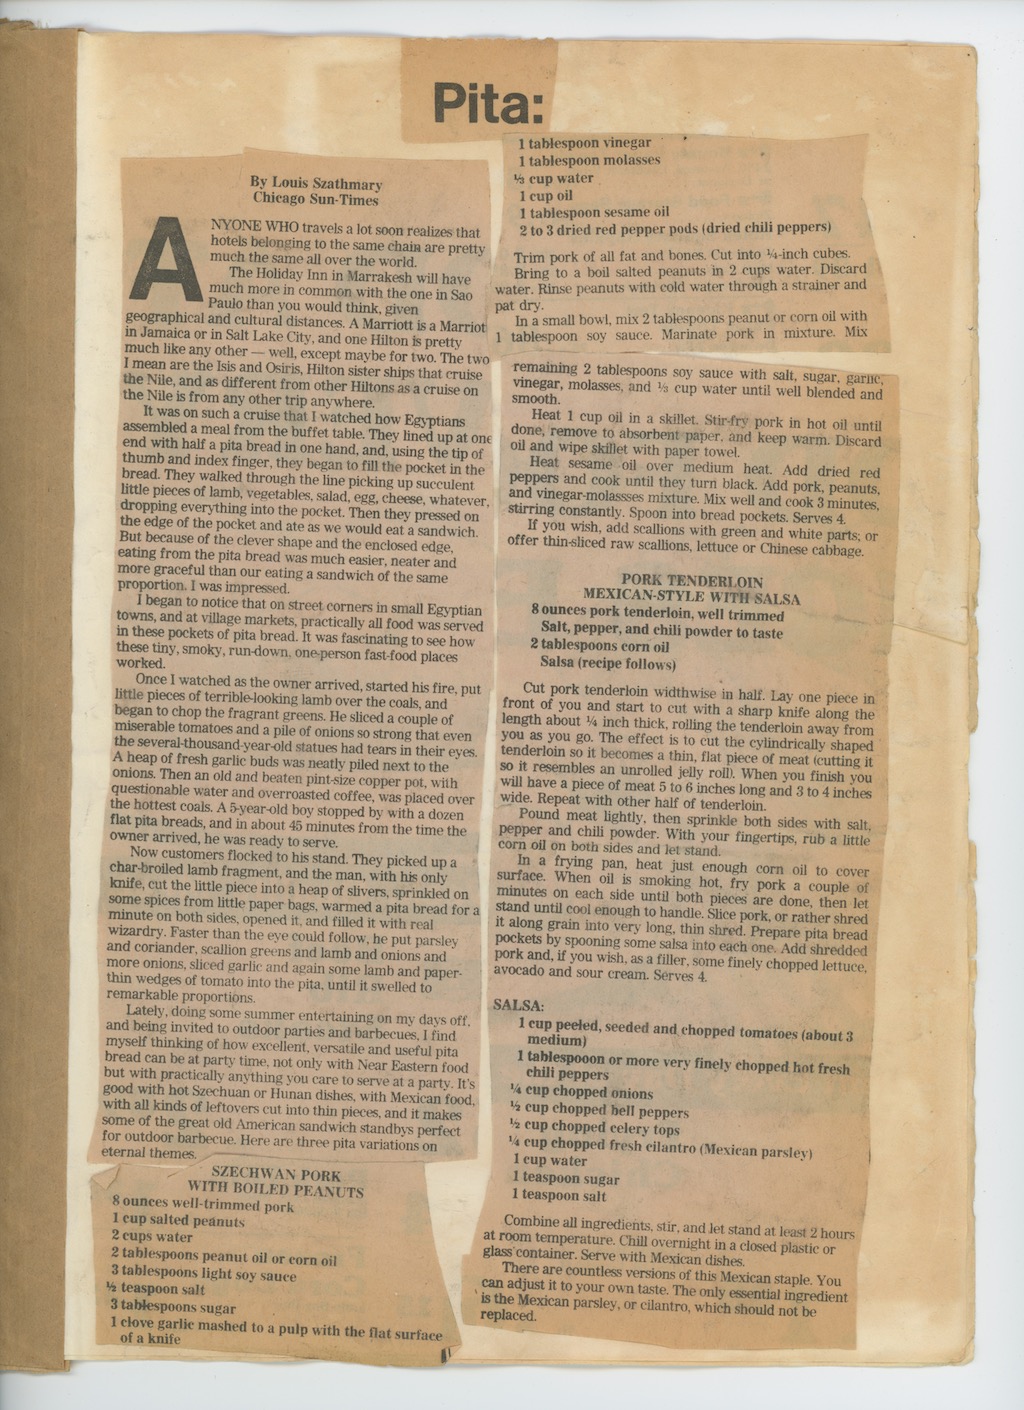 Pita:
By Louis Szathmary
Chicago Sun-Times
ANYONE WHO travels a lot soon realizes that
hotels belonging to the same chain are pretty
much the same all over the world.
The Holiday Inn in Marrakesh will have
much more in common with the one in Sao
Paulo than you would think, given
geographical and cultural distances. A Marriott is a Marriot
in Jamaica or in Salt Lake City, and one Hilton is pretty
much like any other — well, except maybe for two. The two
I mean are the Isis and Osiris, Hilton sister ships that cruise
the Nile, and as different from other Hiltons as a cruise on
the Nile is from any other trip anywhere.
It was on such a cruise that I watched how Egyptians
assembled a meal from the buffet table. They lined up at one
end with half a pita bread in one hand, and, using the tip of
thumb and index finger, they began to fill the pocket in the
bread. They walked through the line picking up succulent
little pieces of lamb, vegetables, salad, egg, cheese, whatever,
dropping everything into the pocket. Then they pressed on
the edge of the pocket and ate as we would eat a sandwich.
But because of the clever shape and the enclosed edge,
eating from the pita bread was much easier, neater and
more graceful than our eating a sandwich of the same
proportion. I was impressed.
I began to notice that on street corners in small Egyptian
towns, and at village markets, practically all food was served
in these pockets of pita bread. It was fascinating to see how
these tiny, smoky, run-down, one-person fast-food places
worked.
Once I watched as the owner arrived, started his fire, put
little pieces of terrible-looking lamb over the coals, and
began to chop the fragrant greens. He sliced a couple of
miserable tomatoes and a pile of onions so strong that even
the several-thousand-year-old statues had tears in their eyes.
A heap of fresh garlic buds was neatly piled next to the
onions. Then an old and beaten pint-size copper pot, with
questionable water and overroasted coffee, was placed over
the hottest coals. A 5-year-old boy stopped by with a dozen
flat pita breads, and in about 45 minutes from the time the
owner arrived, he was ready to serve.
Now customers flocked to his stand. They picked up a
char-broiled lamb fragment, and the man, with his only
knife, cut the little piece into a heap of slivers, sprinkled on
some spices from little paper bags, warmed a pita bread for a
minute on both sides, opened it, and filled it with real
wizardry. Faster than the eye could follow, he put parsley
and coriander, scallion greens and lamb and onions and
more onions, sliced garlic and again some lamb and paper-
thin wedges of tomato into the pita, until it swelled to
remarkable proportions.
Lately, doing some summer entertaining on my days off,
and being invited to outdoor parties and barbecues, I find
myself thinking of how excellent, versatile and useful pita
bread can be at party time, not only with Near Eastern food
but with practically anything you care to serve at a party. It's
good with hot Szechuan or Hunan dishes, with Mexican food,
with all kinds of leftovers cut into thin pieces, and it makes
some of the great old American sandwich standbys perfect
for outdoor barbecue. Here are three pita variations on
eternal themes.
SZECHWAN PORK
WITH BOILED PEANUTS
8 ounces well-trimmed pork
1 cup salted peanuts
2 cups water
2 tablespoons peanut oil or corn oil
3 tablespoons light soy sauce
½ teaspoon salt
3 tablespoons sugar
1 clove garlic mashed to a pulp with the flat surface
of a knife
1 tablespoon vinegar
1 tablespoon molasses
⅓ cup water
1 cup oil
1 tablespoon sesame oil
2 to 3 dried red pepper pods (dried chili peppers)
Trim pork of all fat and bones. Cut into ¼-inch cubes.
Bring to a boil salted peanuts in 2 cups water. Discard
water. Rinse peanuts with cold water through a strainer and
pat dry.
In a small bowl, mix 2 tablespoons peanut or corn oil with
1 tablespoon soy sauce. Marinate pork in mixture. Mix
remaining 2 tablespoons soy sauce with salt, sugar, garlic,
vinegar, molasses, and ⅓ cup water until well blended and
smooth.
Heat 1 cup oil in a skillet. Stir-fry pork in hot oil until
done, remove to absorbent paper, and keep warm. Discard
oil and wipe skillet with paper towel.
Heat sesame oil over medium heat. Add dried red
peppers and cook until they turn black. Add pork, peanuts,
and vinegar-molassses mixture. Mix well and cook 3 minutes,
stirring constantly. Spoon into bread pockets. Serves 4.
If you wish, add scallions with green and white parts; or
offer thin-sliced raw scallions, lettuce or Chinese cabbage.
PORK TENDERLOIN
MEXICAN-STYLE WITH SALSA
8 ounces pork tenderloin, well trimmed
Salt, pepper, and chili powder to taste
2 tablespoons corn oil
Salsa (recipe follows)
Cut pork tenderloin widthwise in half. Lay one piece in
front of you and start to cut with a sharp knife along the
length about ¼ inch thick, rolling the tenderloin away from
you as you go. The effect is to cut the cylindrically shaped
tenderloin so it becomes a thin, flat piece of meat (cutting it
so it resembles an unrolled jelly roll). When you finish you
will have a piece of meat 5 to 6 inches long and 3 to 4 inches
wide. Repeat with other half of tenderloin.
Pound meat lightly, then sprinkle both sides with salt,
pepper and chili powder. With your fingertips, rub a little
corn oil on both sides and let stand.
In a frying pan, heat just enough corn oil to cover
surface. When oil is smoking hot, fry pork a couple of
minutes on each side until both pieces are done, then let
stand until cool enough to handle. Slice pork, or rather shred
it along grain into very long, thin shred. Prepare pita bread
pockets by spooning some salsa into each one. Add shredded
pork and, if you wish, as a filler, some finely chopped lettuce,
avocado and sour cream. Serves 4.
SALSA:
1 cup peeled, seeded and chopped tomatoes (about 3
medium)
1 tablespooon or more very finely chopped hot fresh
chili peppers
¼ cup chopped onions
½ cup chopped bell peppers
½ cup chopped celery tops
¼ cup chopped fresh cilantro (Mexican parsley)
1 cup water
1 teaspoon sugar
1 teaspoon salt
Combine all ingredients, stir, and let stand at least 2 hours
at room temperature. Chill overnight in a closed plastic or
glass container. Serve with Mexican dishes.
There are countless versions of this Mexican staple. You
can adjust it to your own taste. The only essential ingredient
is the Mexican parsley, or cilantro, which should not be
replaced.